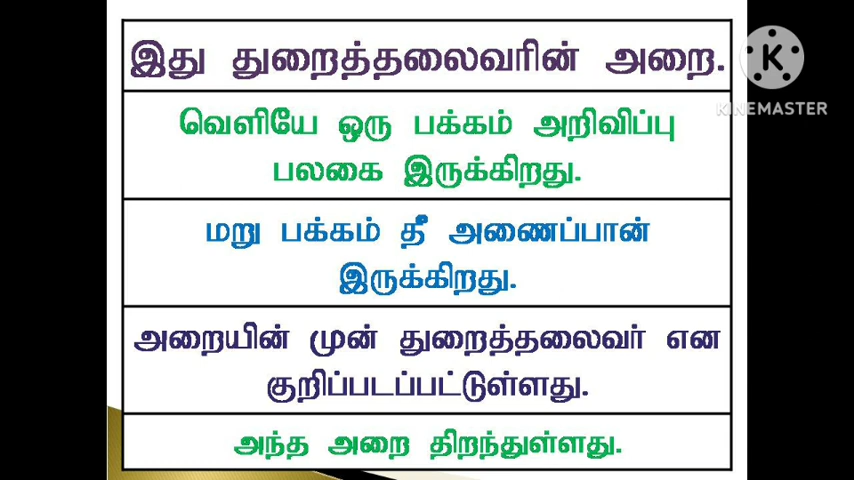 இது துறைத்தலைவரின் அறை.
வெளியே ஒரு பக்கம் அறிவிப்பு
பலகை இருக்கிறது.
மறு பக்கம் தீ அணைப்பான்
இருக்கிறது.
அறையின் முன் துறைத்தலைவர் என
குறிப்படப்பட்டுள்ளது.
அந்த அறை திறந்துள்ளது.
K
KINEMASTER